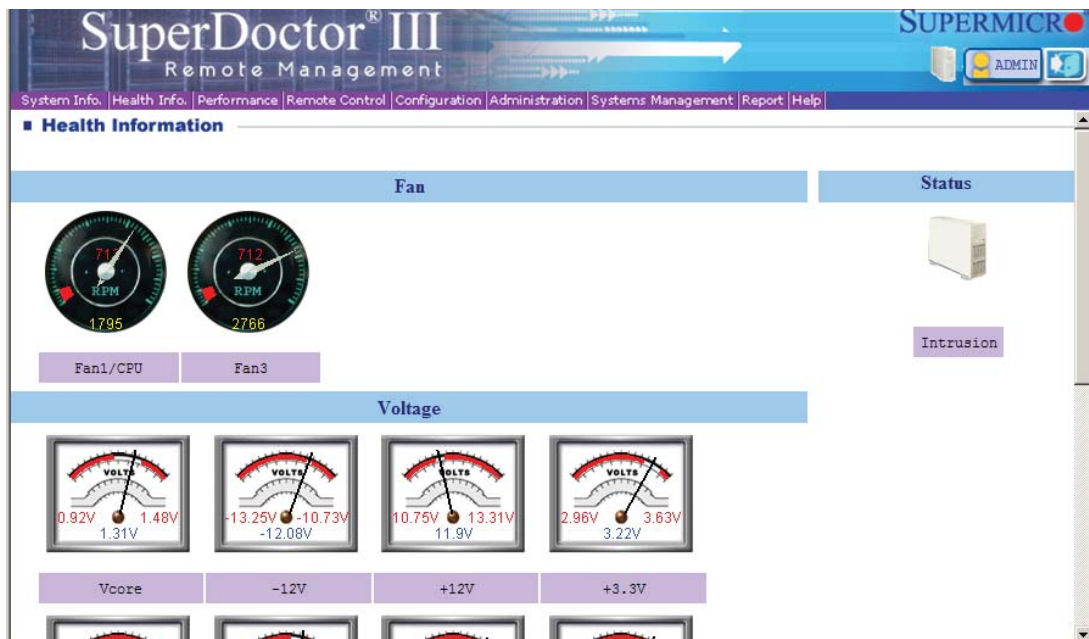 SuperDoctor® III
Remote Management
SUPERMICRO
ADMIN
System Info. Health Info. Performance Remote Control Configuration Administration Systems Management Report Help
Health Information
Fan
Status
712
RPM
1795
712
RPM
2766
Fan1/CPU
Fan3
Intrusion
Voltage
VOLTS
0.92V 1.48V
1.31V
VOLTS
-13.25V -10.73V
-12.08V
VOLTS
10.75V 13.31V
11.9V
VOLTS
2.96V 3.63V
3.22V
Vcore
-12V
+12V
+3.3V